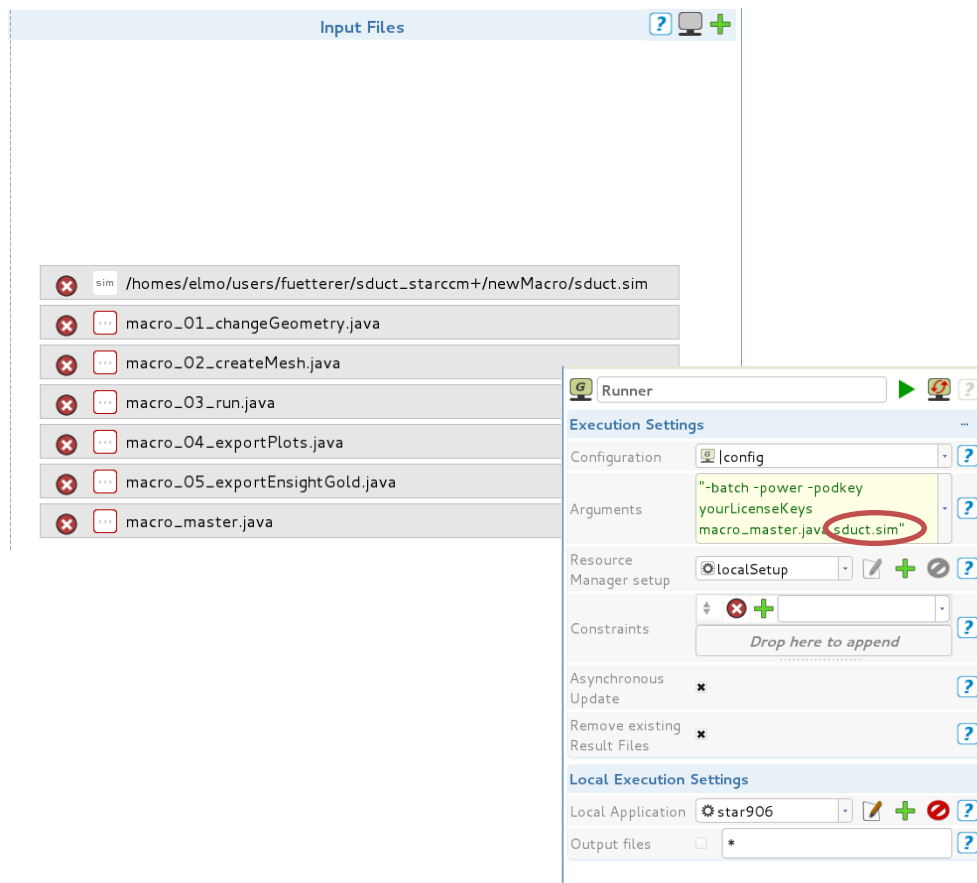 Input Files
sim /homes/elmo/users/fuetterer/sduct_starccm+/newMacro/sduct.sim
macro_01_changeGeometry.java
macro_02_createMesh.java
macro_03_run.java
macro_04_exportPlots.java
macro_05_exportEnsightGold.java
macro_master.java
G Runner
Execution Settings
Configuration G |config
Arguments
"-batch -power -podkey
yourLicenseKeys
macro_master.java sduct.sim"
Resource
Manager setup
localSetup
Constraints
Drop here to append
Asynchronous
Update
Remove existing
Result Files
Local Execution Settings
Local Application star906
Output files *